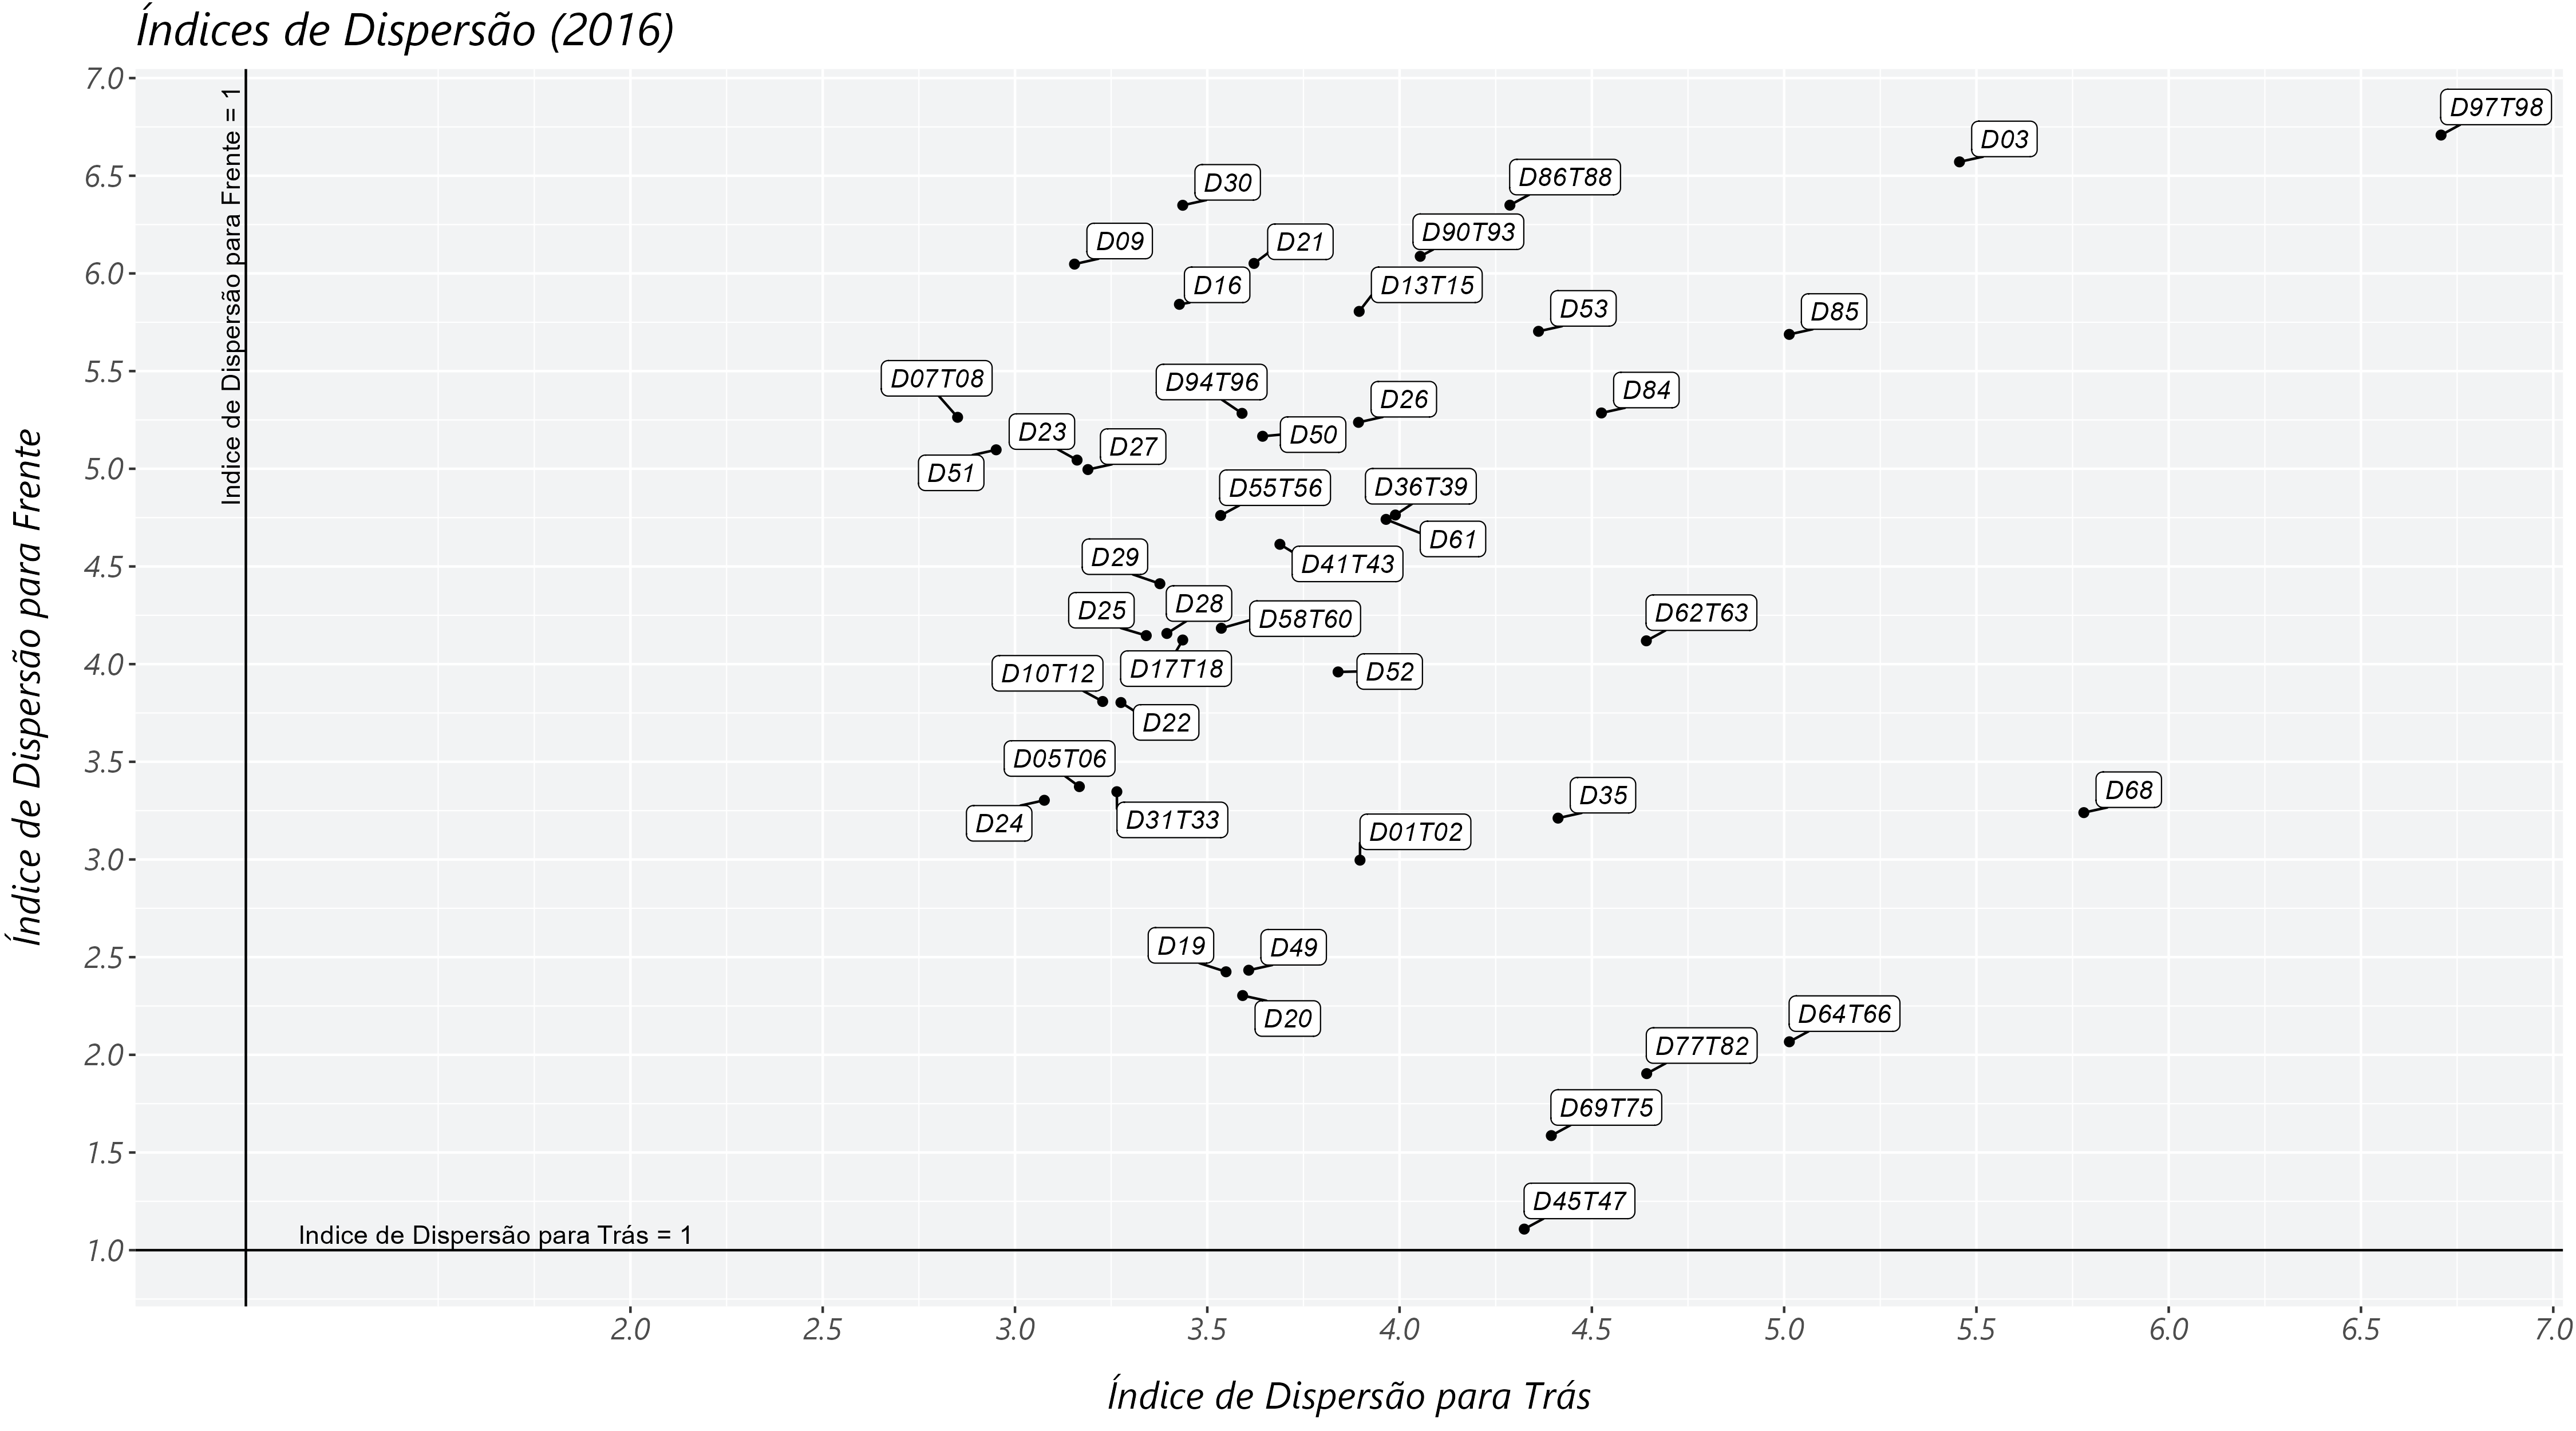 Índices de Dispersão (2016)
Índice de Dispersão para Frente
7.0
6.5
6.0
5.5
5.0
4.5
4.0
3.5
3.0
2.5
2.0
1.5
1.0
Indice de Dispersão para Frente = 1
D97T98
D03
D86T88
D30
D90T93
D09
D21
D16
D13T15
D53
D85
D07T08
D94T96
D84
D26
D23
D50
D27
D51
D55T56
D36T39
D61
D29
D41T43
D28
D25
D58T60
D62T63
D17T18
D10T12
D52
D22
D05T06
D68
D35
D24
D31T33
D01T02
D19
D49
D20
D64T66
D77T82
D69T75
D45T47
Indice de Dispersão para Trás = 1
2.0
2.5
3.0
3.5
4.0
4.5
5.0
5.5
6.0
6.5
7.0
Índice de Dispersão para Trás